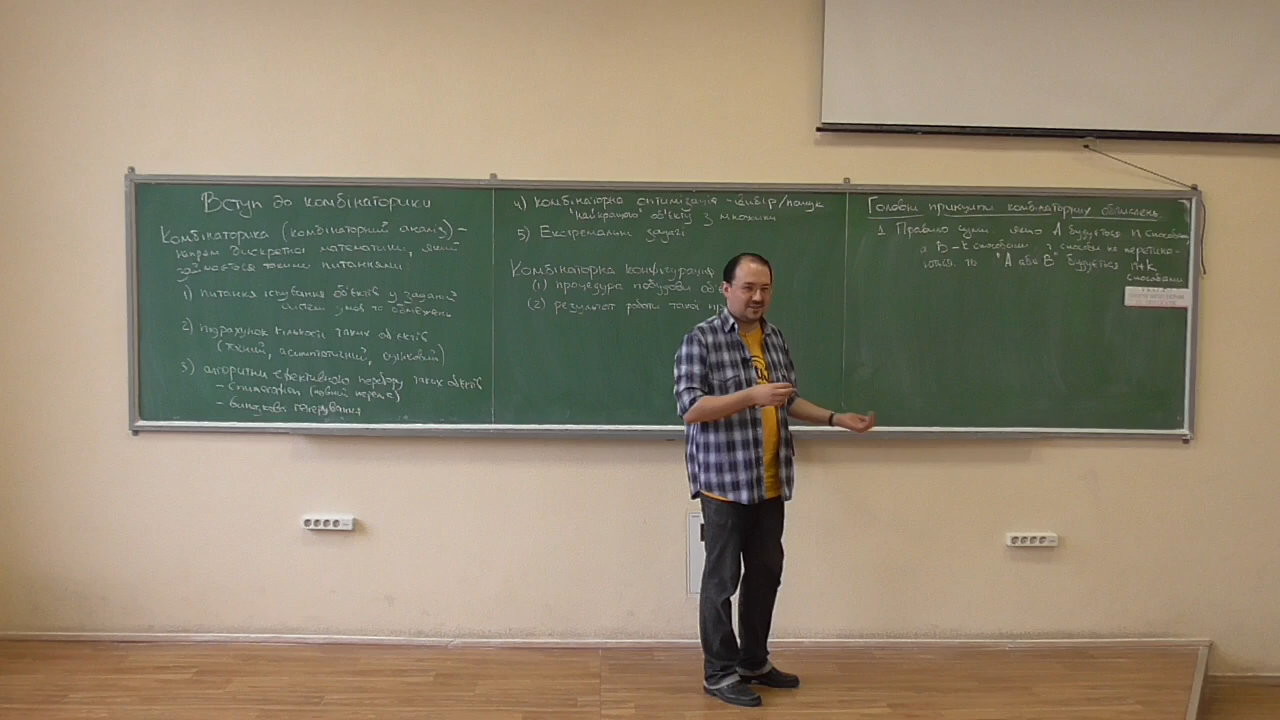 Вступ до комбінаторики
Комбінаторика (комбінаторний аналіз) –
напрям дискретної математики, який
займається такими питаннями
1) питання існування об'єктів у заданій
системі умов та обмежень
2) підрахунок кількості таких об'єктів
(точний, асимптотичний, оцінковий)
3) алгоритми ефективного перебору таких об'єктів
– enumeration (повний перебір)
– випадкове генерування
4) комбінаторна оптимізація – вибір/пошук
"найкращого" об'єкту з множини
5) Екстремальні задачі
Комбінаторна конфігурація
(1) процедура побудови об'є
(2) результат роботи такої пр
Головні принципи комбінаторних обчислень
1. Правило суми якщо A будується n способами,
а B – k способами, і способи не перетина-
ються, то "A або B" будується n+k
способами